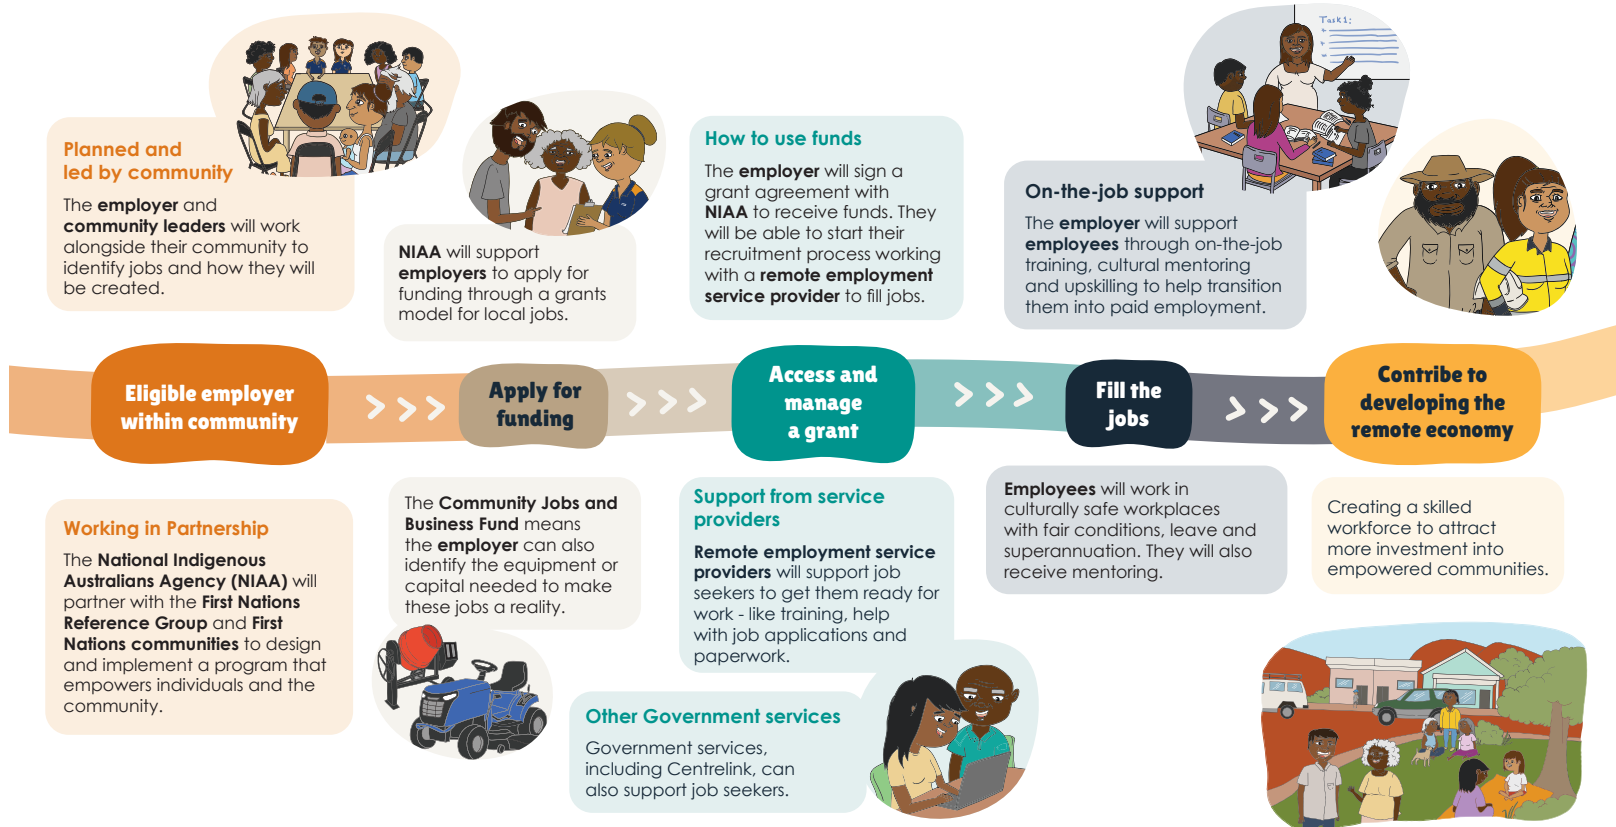 Planned and
led by community
The employer and
community leaders will work
alongside their community to
identify jobs and how they will
be created.
NIAA will support
employers to apply for
funding through a grants
model for local jobs.
How to use funds
The employer will sign a
grant agreement with
NIAA to receive funds. They
will be able to start their
recruitment process working
with a remote employment
service provider to fill jobs.
Task 1:
On-the-job support
The employer will support
employees through on-the-job
training, cultural mentoring
and upskilling to help transition
them into paid employment.
Eligible employer
within community
Apply for
funding
Access and
manage
a grant
Fill the
jobs
Contribe to
developing the
remote economy
Working in Partnership
The National Indigenous
Australians Agency (NIAA) will
partner with the First Nations
Reference Group and First
Nations communities to design
and implement a program that
empowers individuals and the
community.
The Community Jobs and
Business Fund means
the employer can also
identify the equipment or
capital needed to make
these jobs a reality.
Support from service
providers
Remote employment service
providers will support job
seekers to get them ready for
work - like training, help
with job applications and
paperwork.
Other Government services
Government services,
including Centrelink, can
also support job seekers.
Employees will work in
culturally safe workplaces
with fair conditions, leave and
superannuation. They will also
receive mentoring.
Creating a skilled
workforce to attract
more investment into
empowered communities.